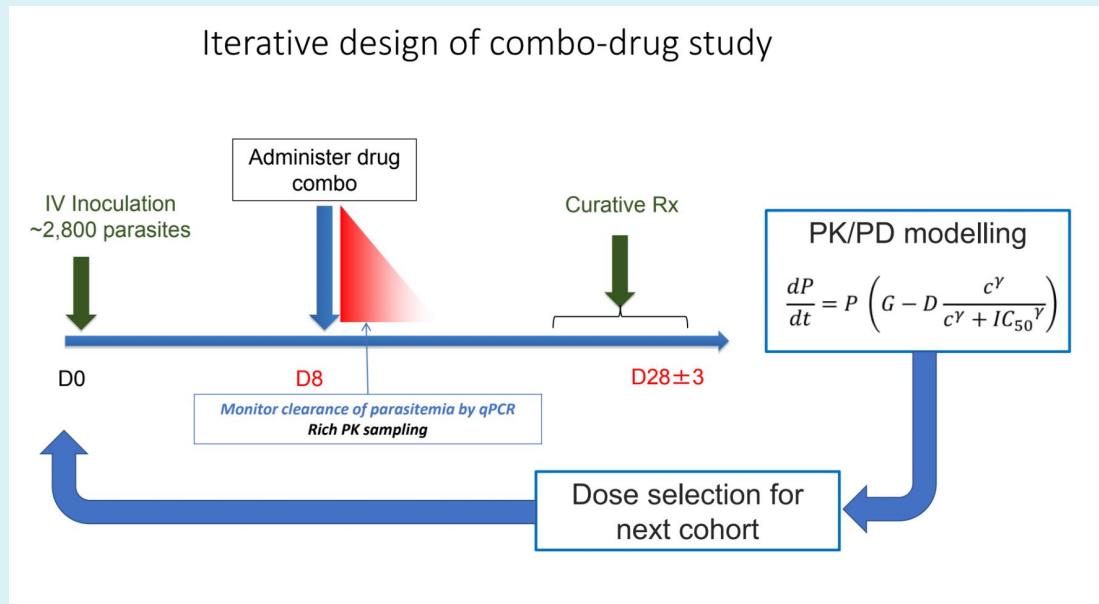 Iterative design of combo-drug study
Administer drug
combo
IV Inoculation
~2,800 parasites
Curative Rx
PK/PD modelling
dP/dt = P (G − D c^γ / (c^γ + IC₅₀^γ))
D0
D8
D28±3
Monitor clearance of parasitemia by qPCR
Rich PK sampling
Dose selection for
next cohort